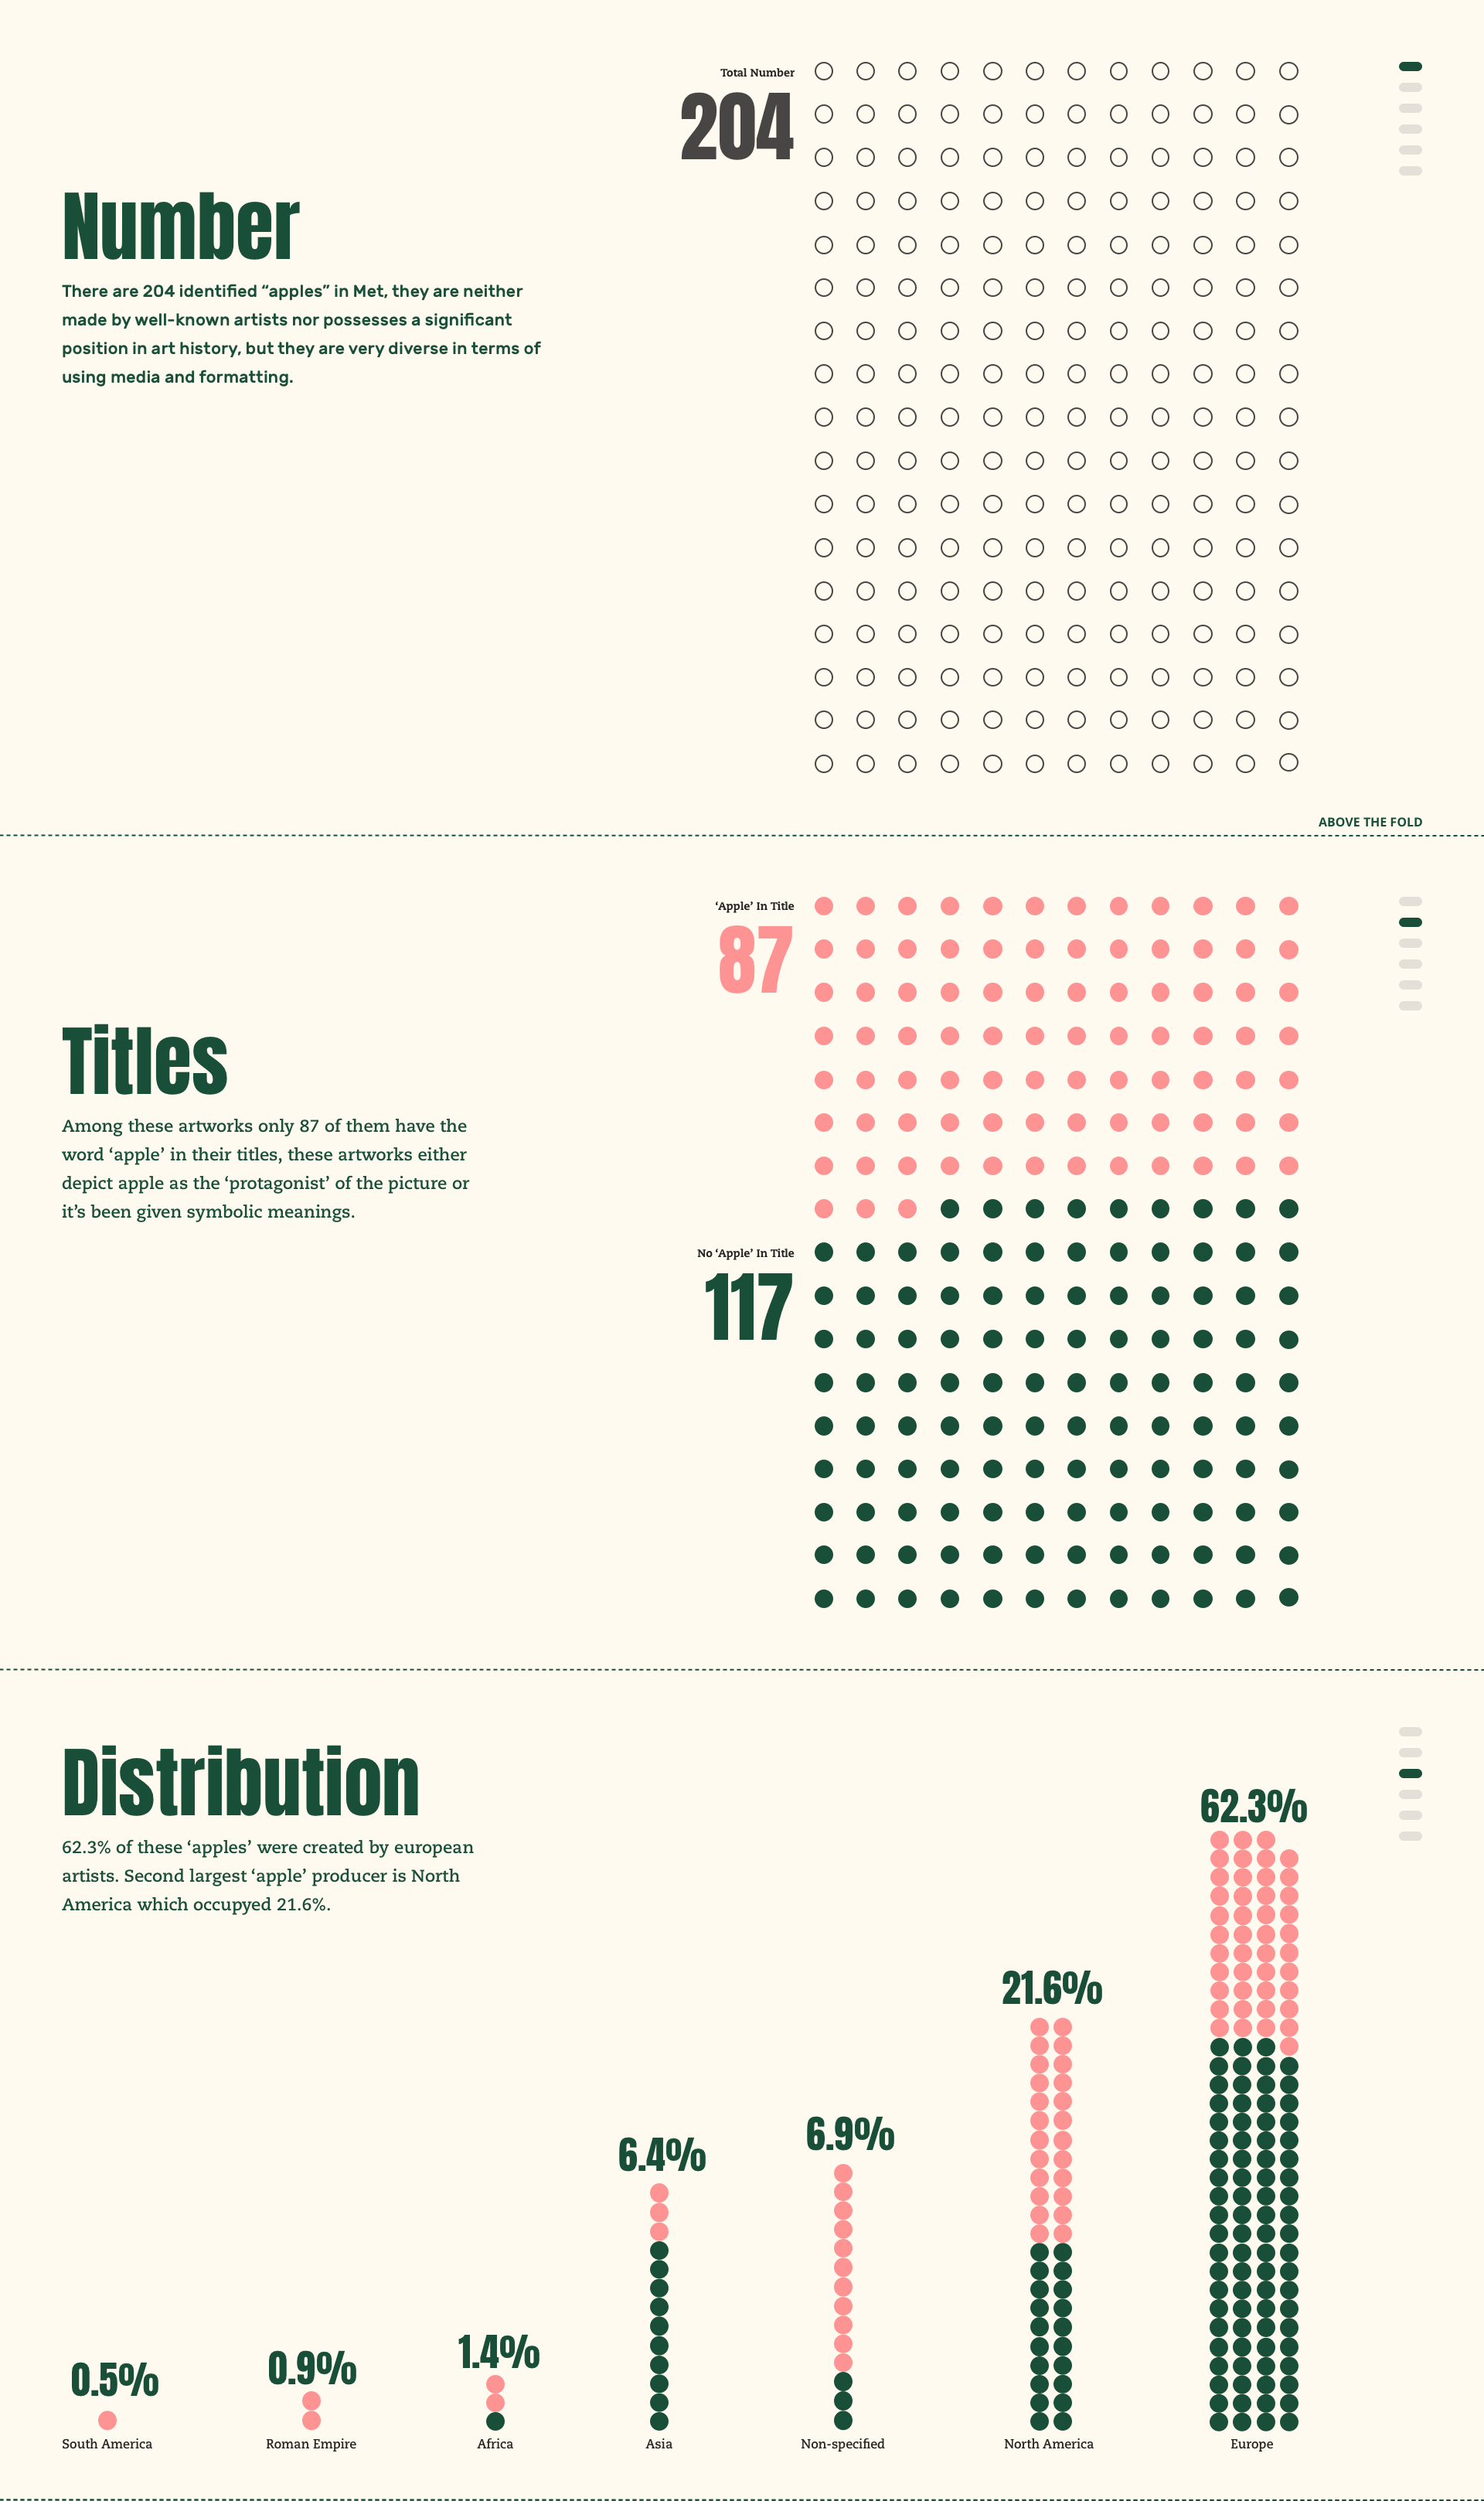 Total Number
204
Number
There are 204 identified “apples” in Met, they are neither
made by well-known artists nor possesses a significant
position in art history, but they are very diverse in terms of
using media and formatting.
ABOVE THE FOLD
‘Apple’ In Title
87
Titles
Among these artworks only 87 of them have the
word ‘apple’ in their titles, these artworks either
depict apple as the ‘protagonist’ of the picture or
it’s been given symbolic meanings.
No ‘Apple’ In Title
117
Distribution
62.3% of these ‘apples’ were created by european
artists. Second largest ‘apple’ producer is North
America which occupyed 21.6%.
62.3%
21.6%
6.9%
6.4%
1.4%
0.9%
0.5%
South America
Roman Empire
Africa
Asia
Non-specified
North America
Europe